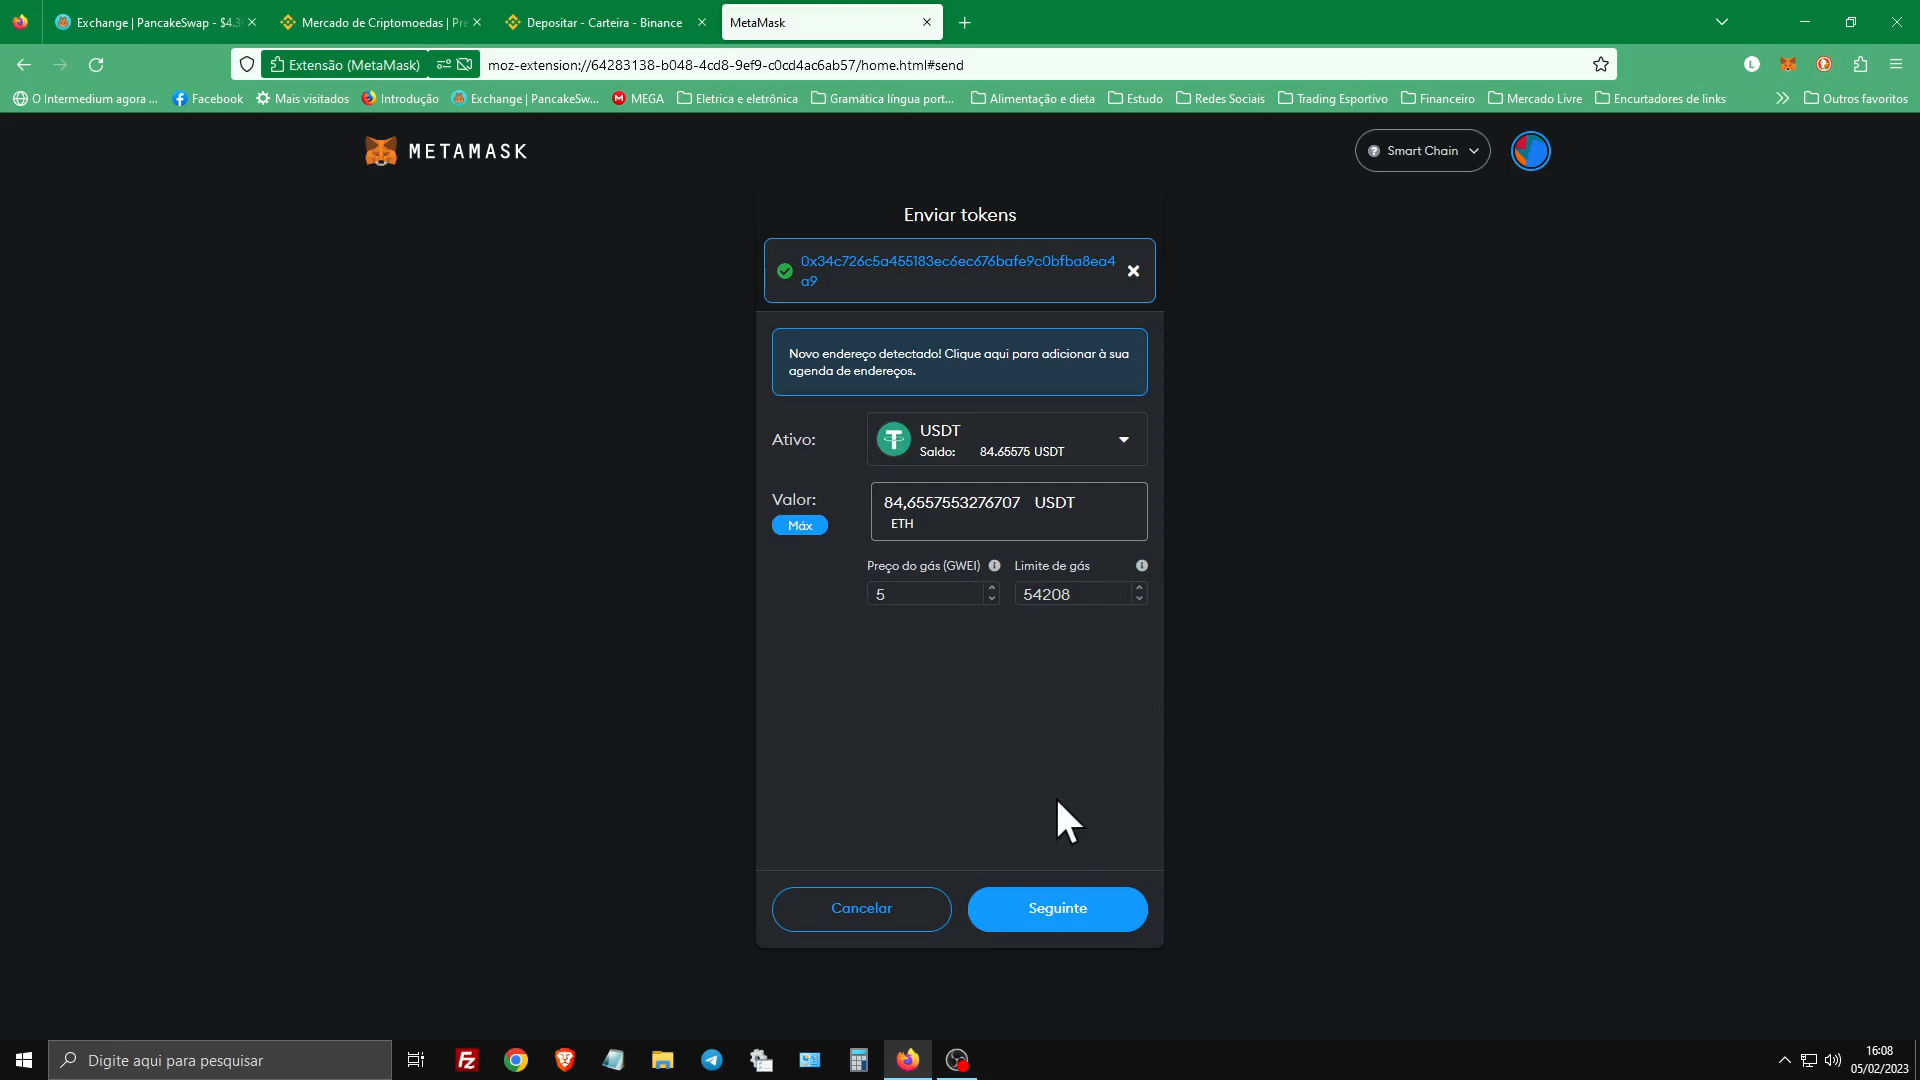 Exchange | PancakeSwap - $4.3
Mercado de Criptomoedas | Pre
Depositar - Carteira - Binance
MetaMask
Extensão (MetaMask)
moz-extension://64283138-b048-4cd8-9ef9-c0cd4ac6ab57/home.html#send
L
O Intermedium agora ...
Facebook
Mais visitados
Introdução
Exchange | PancakeSw...
MEGA
Eletrica e eletrônica
Gramática língua port...
Alimentação e dieta
Estudo
Redes Sociais
Trading Esportivo
Financeiro
Mercado Livre
Encurtadores de links
Outros favoritos
METAMASK
Smart Chain
Enviar tokens
0x34c726c5a455183ec6ec676bafe9c0bfba8ea4
a9
Novo endereço detectado! Clique aqui para adicionar à sua
agenda de endereços.
Ativo:
USDT
Saldo: 84.65575 USDT
Valor:
Máx
84,6557553276707 USDT
ETH
Preço do gás (GWEI)
Limite de gás
5
54208
Cancelar
Seguinte
Digite aqui para pesquisar
16:08
05/02/2023